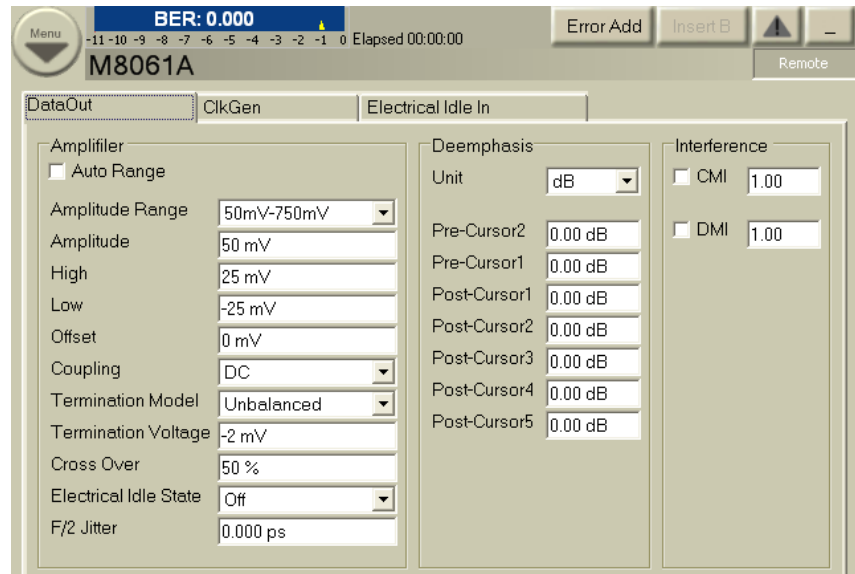 Menu
BER: 0.000
-11 -10 -9 -8 -7 -6 -5 -4 -3 -2 -1 0 Elapsed 00:00:00
Error Add
Insert B
M8061A
Remote
DataOut
ClkGen
Electrical Idle In
Amplifiler
Auto Range
Amplitude Range 50mV-750mV
Amplitude 50 mV
High 25 mV
Low -25 mV
Offset 0 mV
Coupling DC
Termination Model Unbalanced
Termination Voltage -2 mV
Cross Over 50 %
Electrical Idle State Off
F/2 Jitter 0.000 ps
Deemphasis
Unit dB
Pre-Cursor2 0.00 dB
Pre-Cursor1 0.00 dB
Post-Cursor1 0.00 dB
Post-Cursor2 0.00 dB
Post-Cursor3 0.00 dB
Post-Cursor4 0.00 dB
Post-Cursor5 0.00 dB
Interference
CMI 1.00
DMI 1.00